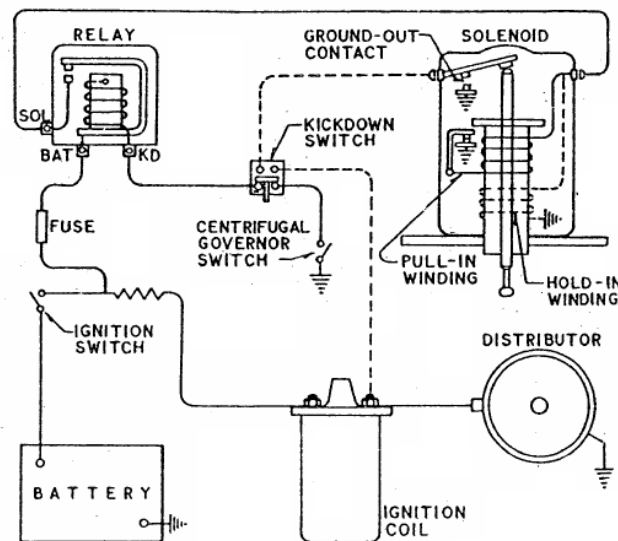 RELAY
SOL
BAT
KD
FUSE
GROUND-OUT
CONTACT
SOLENOID
KICKDOWN
SWITCH
CENTRIFUGAL
GOVERNOR
SWITCH
PULL-IN
WINDING
HOLD-IN
WINDING
IGNITION
SWITCH
DISTRIBUTOR
BATTERY
IGNITION
COIL